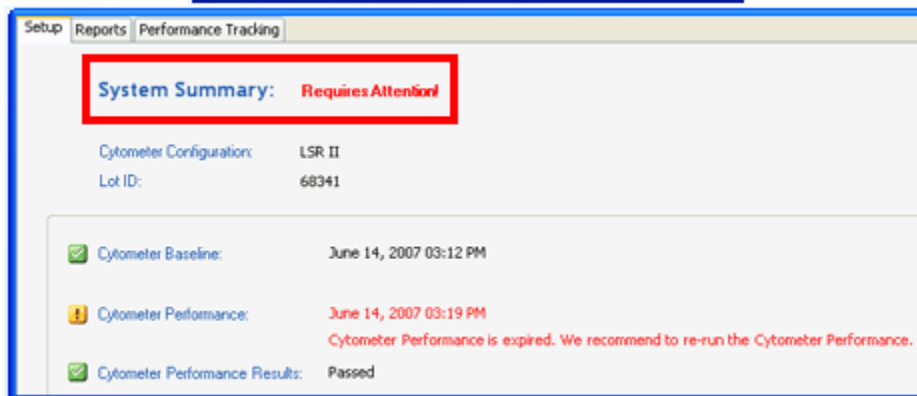 Setup Reports Performance Tracking
System Summary: Requires Attention!
Cytometer Configuration: LSR II
Lot ID: 68341
Cytometer Baseline: June 14, 2007 03:12 PM
Cytometer Performance: June 14, 2007 03:19 PM
Cytometer Performance is expired. We recommend to re-run the Cytometer Performance.
Cytometer Performance Results: Passed